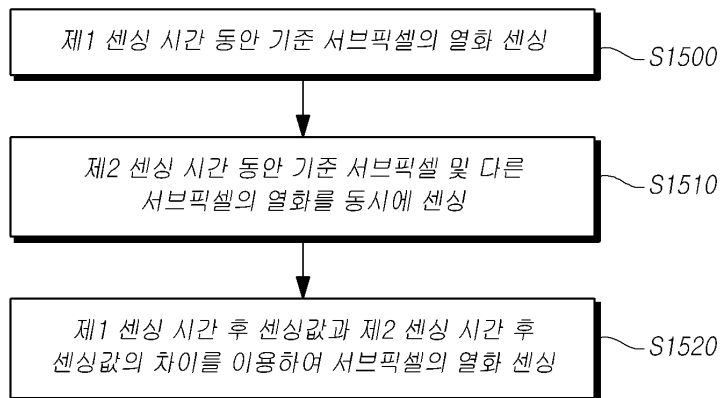 제1 센싱 시간 동안 기준 서브픽셀의 열화 센싱
S1500
제2 센싱 시간 동안 기준 서브픽셀 및 다른
서브픽셀의 열화를 동시에 센싱
S1510
제1 센싱 시간 후 센싱값과 제2 센싱 시간 후
센싱값의 차이를 이용하여 서브픽셀의 열화 센싱
S1520